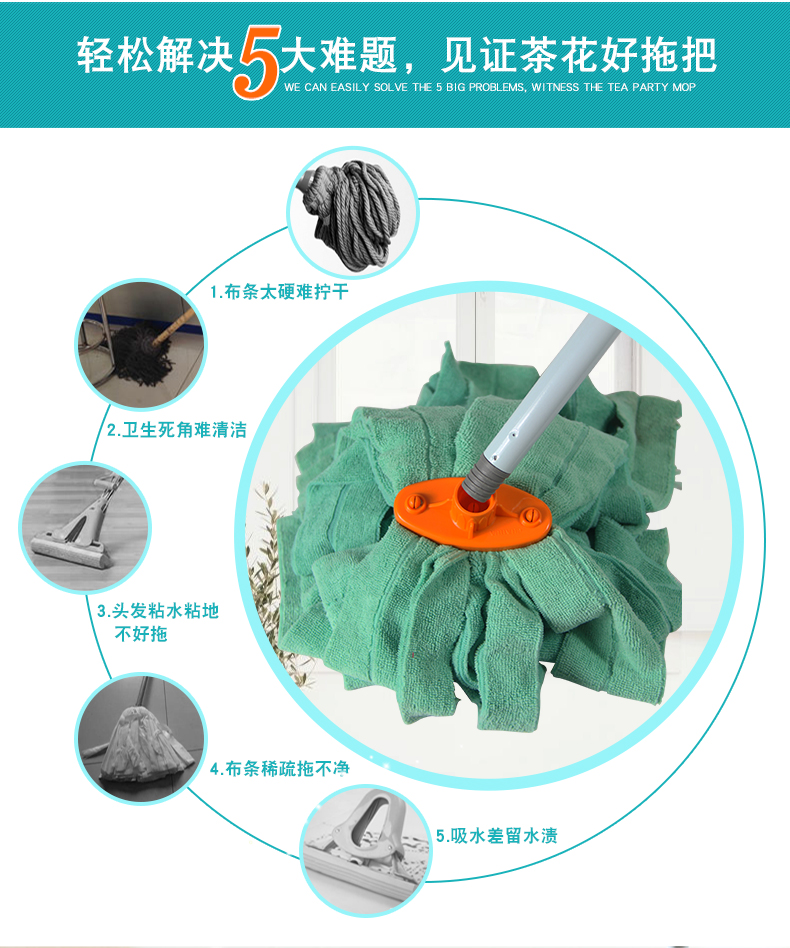 轻松解决5大难题，见证茶花好拖把
WE CAN EASILY SOLVE THE 5 BIG PROBLEMS, WITNESS THE TEA PARTY MOP
1.布条太硬难拧干
2.卫生死角难清洁
3.头发粘水粘地
不好拖
4.布条稀疏拖不净
5.吸水差留水渍